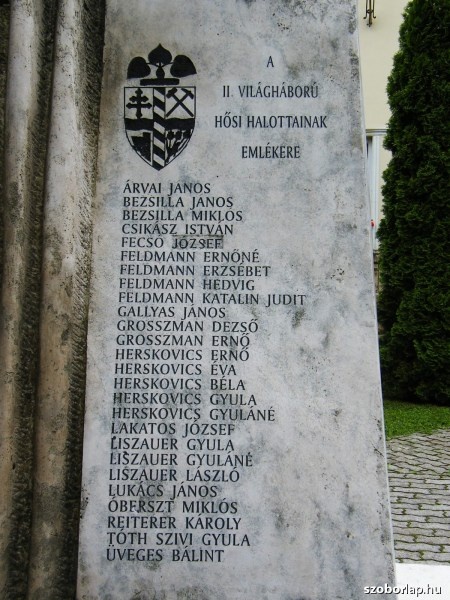 A
II. VILÁGHÁBORÚ
HŐSI HALOTTAINAK
EMLÉKÉRE
ÁRVAI JÁNOS
BEZSILLA JÁNOS
BEZSILLA MIKLÓS
CSIKÁSZ ISTVÁN
FECSÓ JÓZSEF
FELDMANN ERNŐNÉ
FELDMANN ERZSÉBET
FELDMANN HEDVIG
FELDMANN KATALIN JUDIT
GALLYAS JÁNOS
GROSSZMAN DEZSŐ
GROSSZMAN ERNŐ
HERSKOVICS ERNŐ
HERSKOVICS ÉVA
HERSKOVICS BÉLA
HERSKOVICS GYULA
HERSKOVICS GYULÁNÉ
LAKATOS JÓZSEF
LISZAUER GYULA
LISZAUER GYULÁNÉ
LISZAUER LÁSZLÓ
LUKÁCS JÁNOS
ÓBERSZT MIKLÓS
REITERER KÁROLY
TÓTH SZIVI GYULA
ÜVEGES BÁLINT
szoborlap.hu